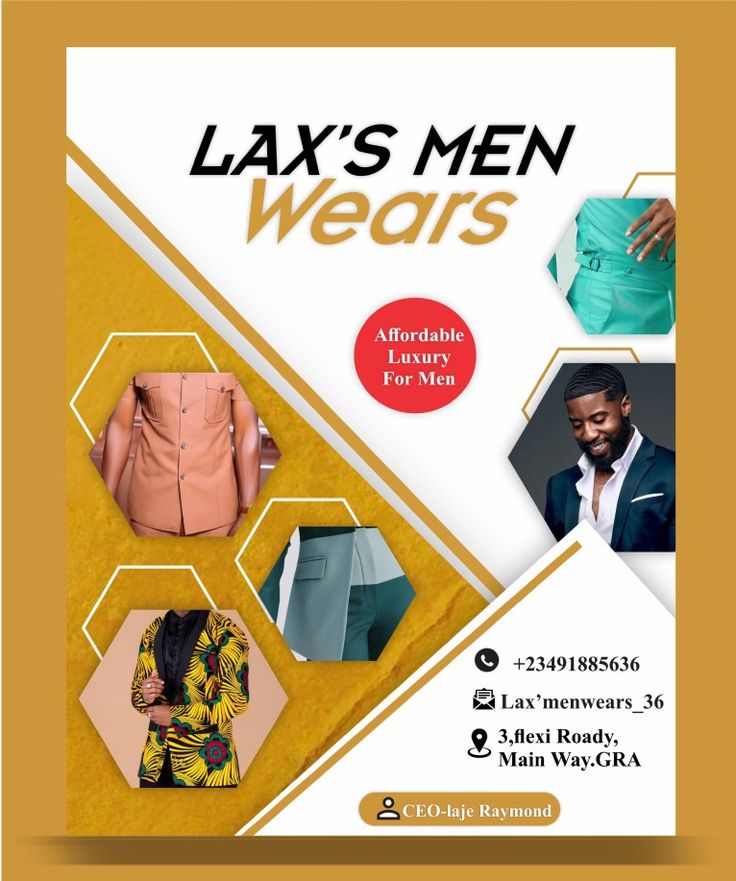 LAX'S MEN
Wears
Affordable
Luxury
For Men
+23491885636
Lax'menwears_36
3,flexi Roady,
Main Way.GRA
CEO-laje Raymond